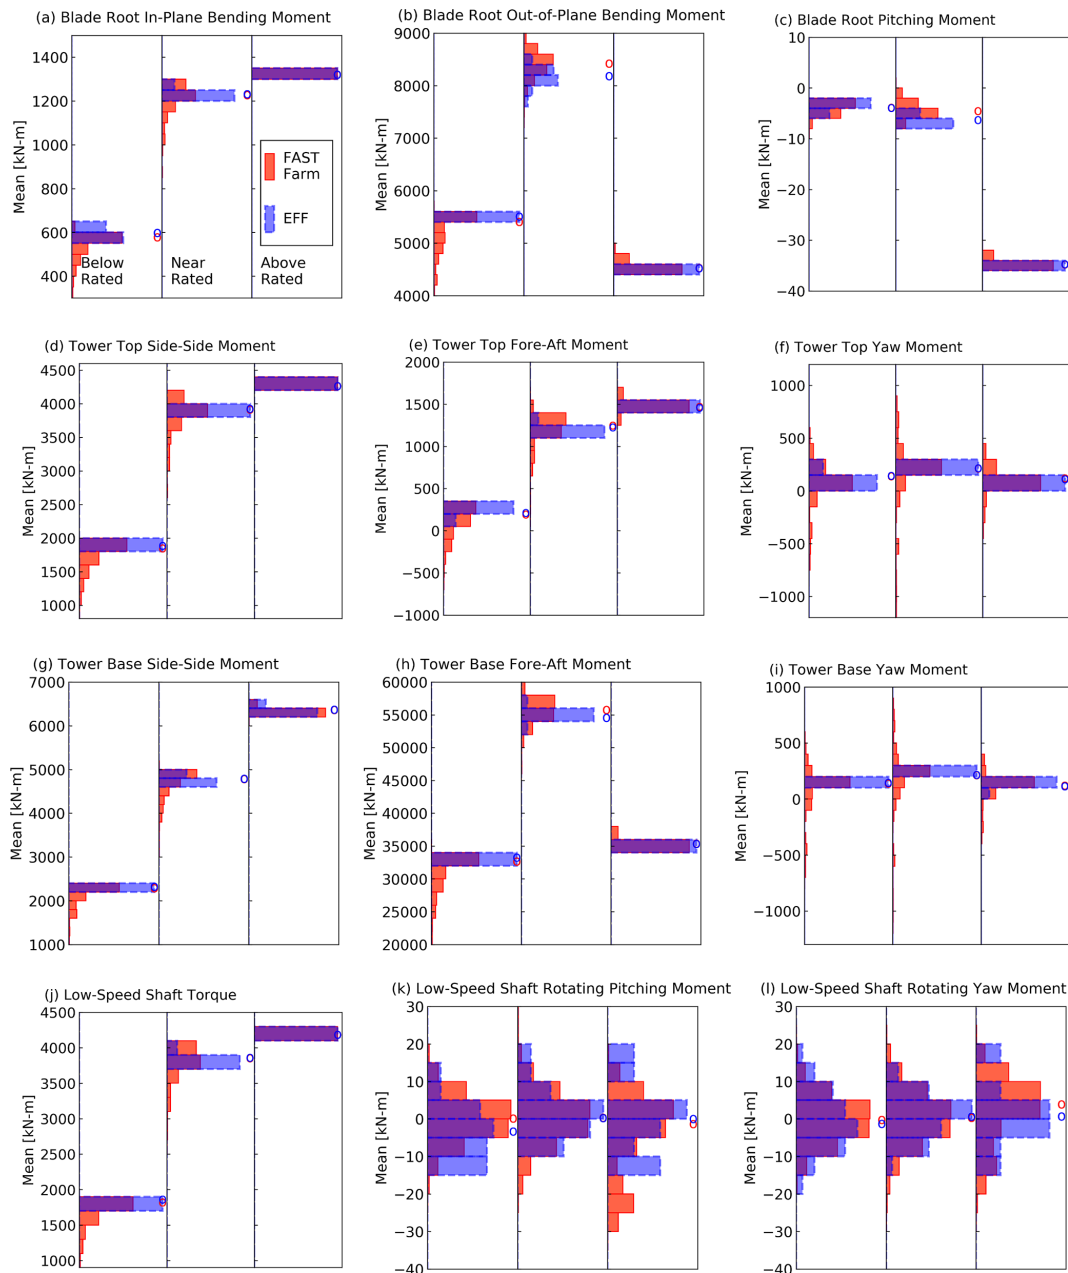 (a) Blade Root In-Plane Bending Moment
Mean [kN-m]
1400
1200
1000
800
600
400
FAST
Farm
EFF
Below
Rated
Near
Rated
Above
Rated
(b) Blade Root Out-of-Plane Bending Moment
Mean [kN-m]
9000
8000
7000
6000
5000
4000
(c) Blade Root Pitching Moment
Mean [kN-m]
10
0
−10
−20
−30
−40
(d) Tower Top Side-Side Moment
Mean [kN-m]
4500
4000
3500
3000
2500
2000
1500
1000
(e) Tower Top Fore-Aft Moment
Mean [kN-m]
2000
1500
1000
500
0
−500
−1000
(f) Tower Top Yaw Moment
Mean [kN-m]
1000
500
0
−500
−1000
(g) Tower Base Side-Side Moment
Mean [kN-m]
7000
6000
5000
4000
3000
2000
1000
(h) Tower Base Fore-Aft Moment
Mean [kN-m]
60000
55000
50000
45000
40000
35000
30000
25000
20000
(i) Tower Base Yaw Moment
Mean [kN-m]
1000
500
0
−500
−1000
(j) Low-Speed Shaft Torque
Mean [kN-m]
4500
4000
3500
3000
2500
2000
1500
1000
(k) Low-Speed Shaft Rotating Pitching Moment
Mean [kN-m]
30
20
10
0
−10
−20
−30
−40
(l) Low-Speed Shaft Rotating Yaw Moment
Mean [kN-m]
30
20
10
0
−10
−20
−30
−40